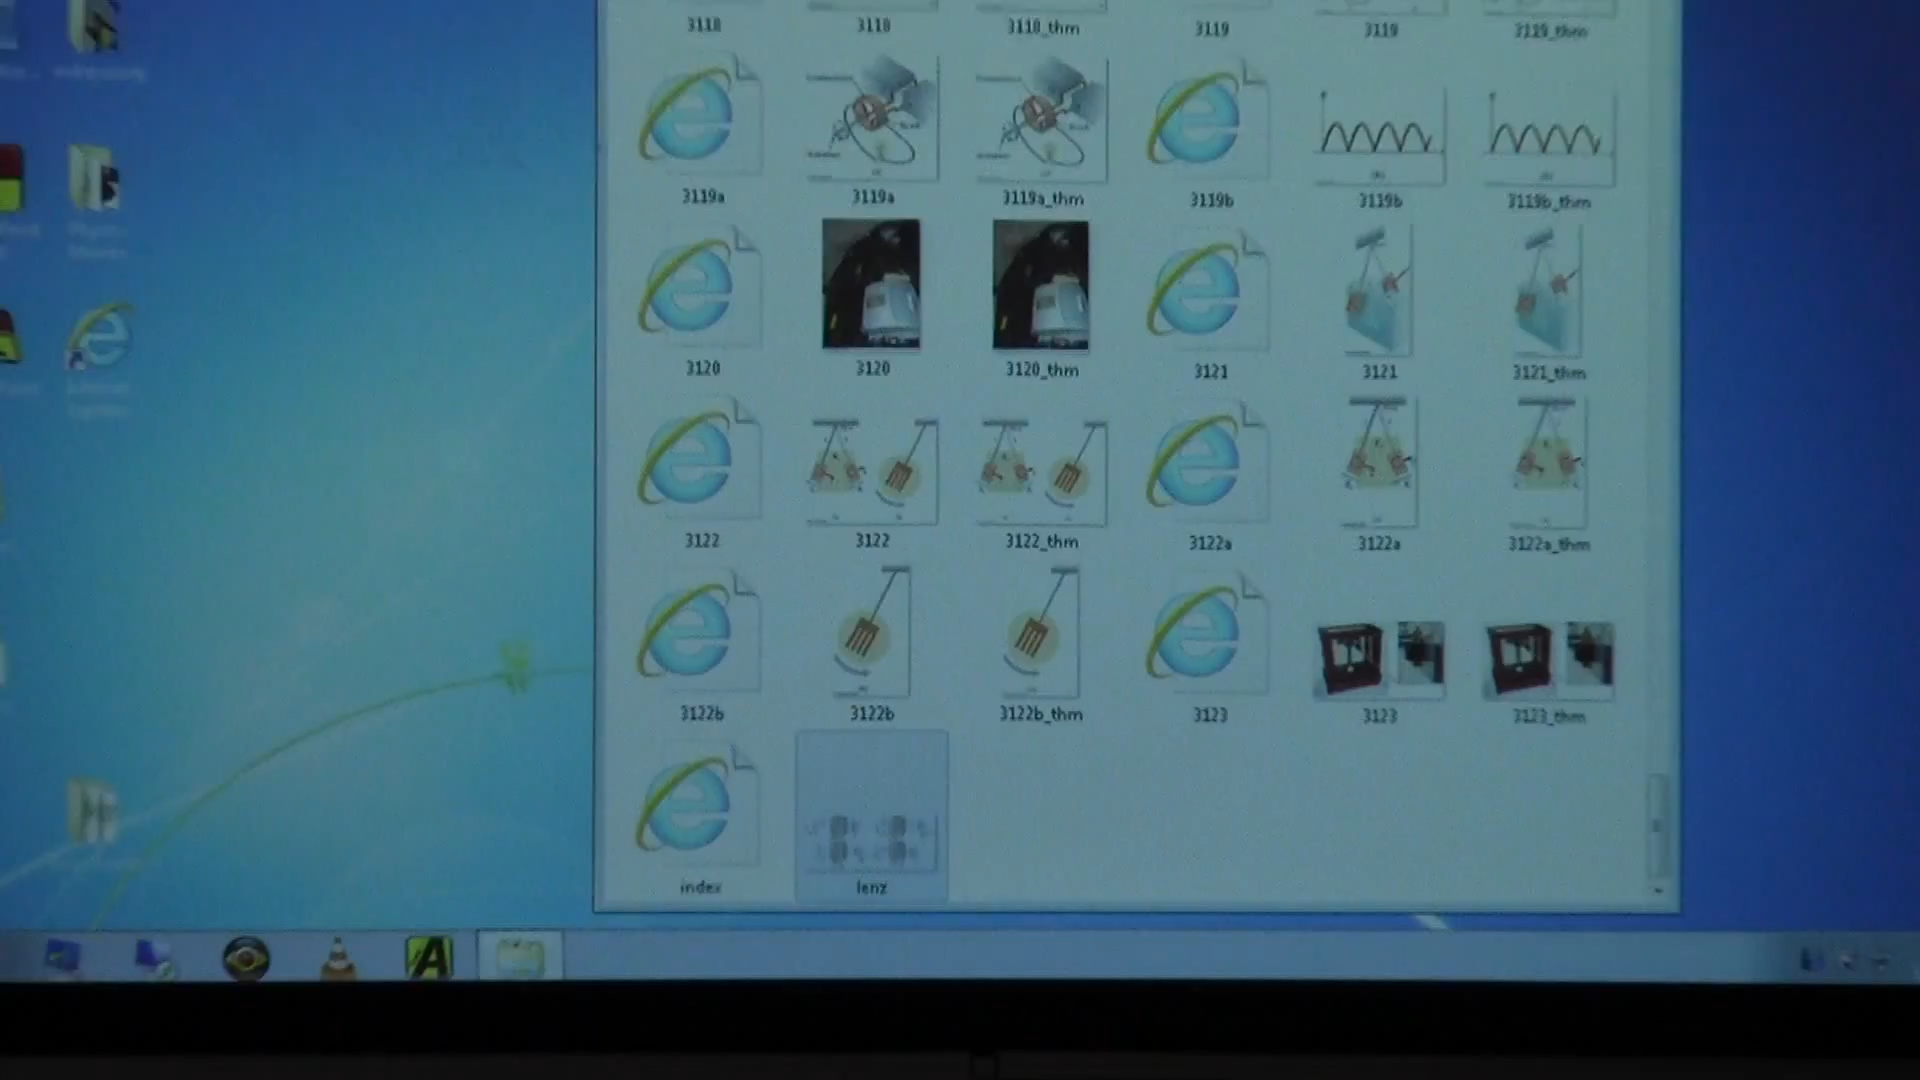 3118 3118 3118_thm 3119 3119 3119_thm
3119a 3119a 3119a_thm 3119b 3119b 3119b_thm
3120 3120 3120_thm 3121 3121 3121_thm
3122 3122 3122_thm 3122a 3122a 3122a_thm
3122b 3122b 3122b_thm 3123 3123 3123_thm
index lenz